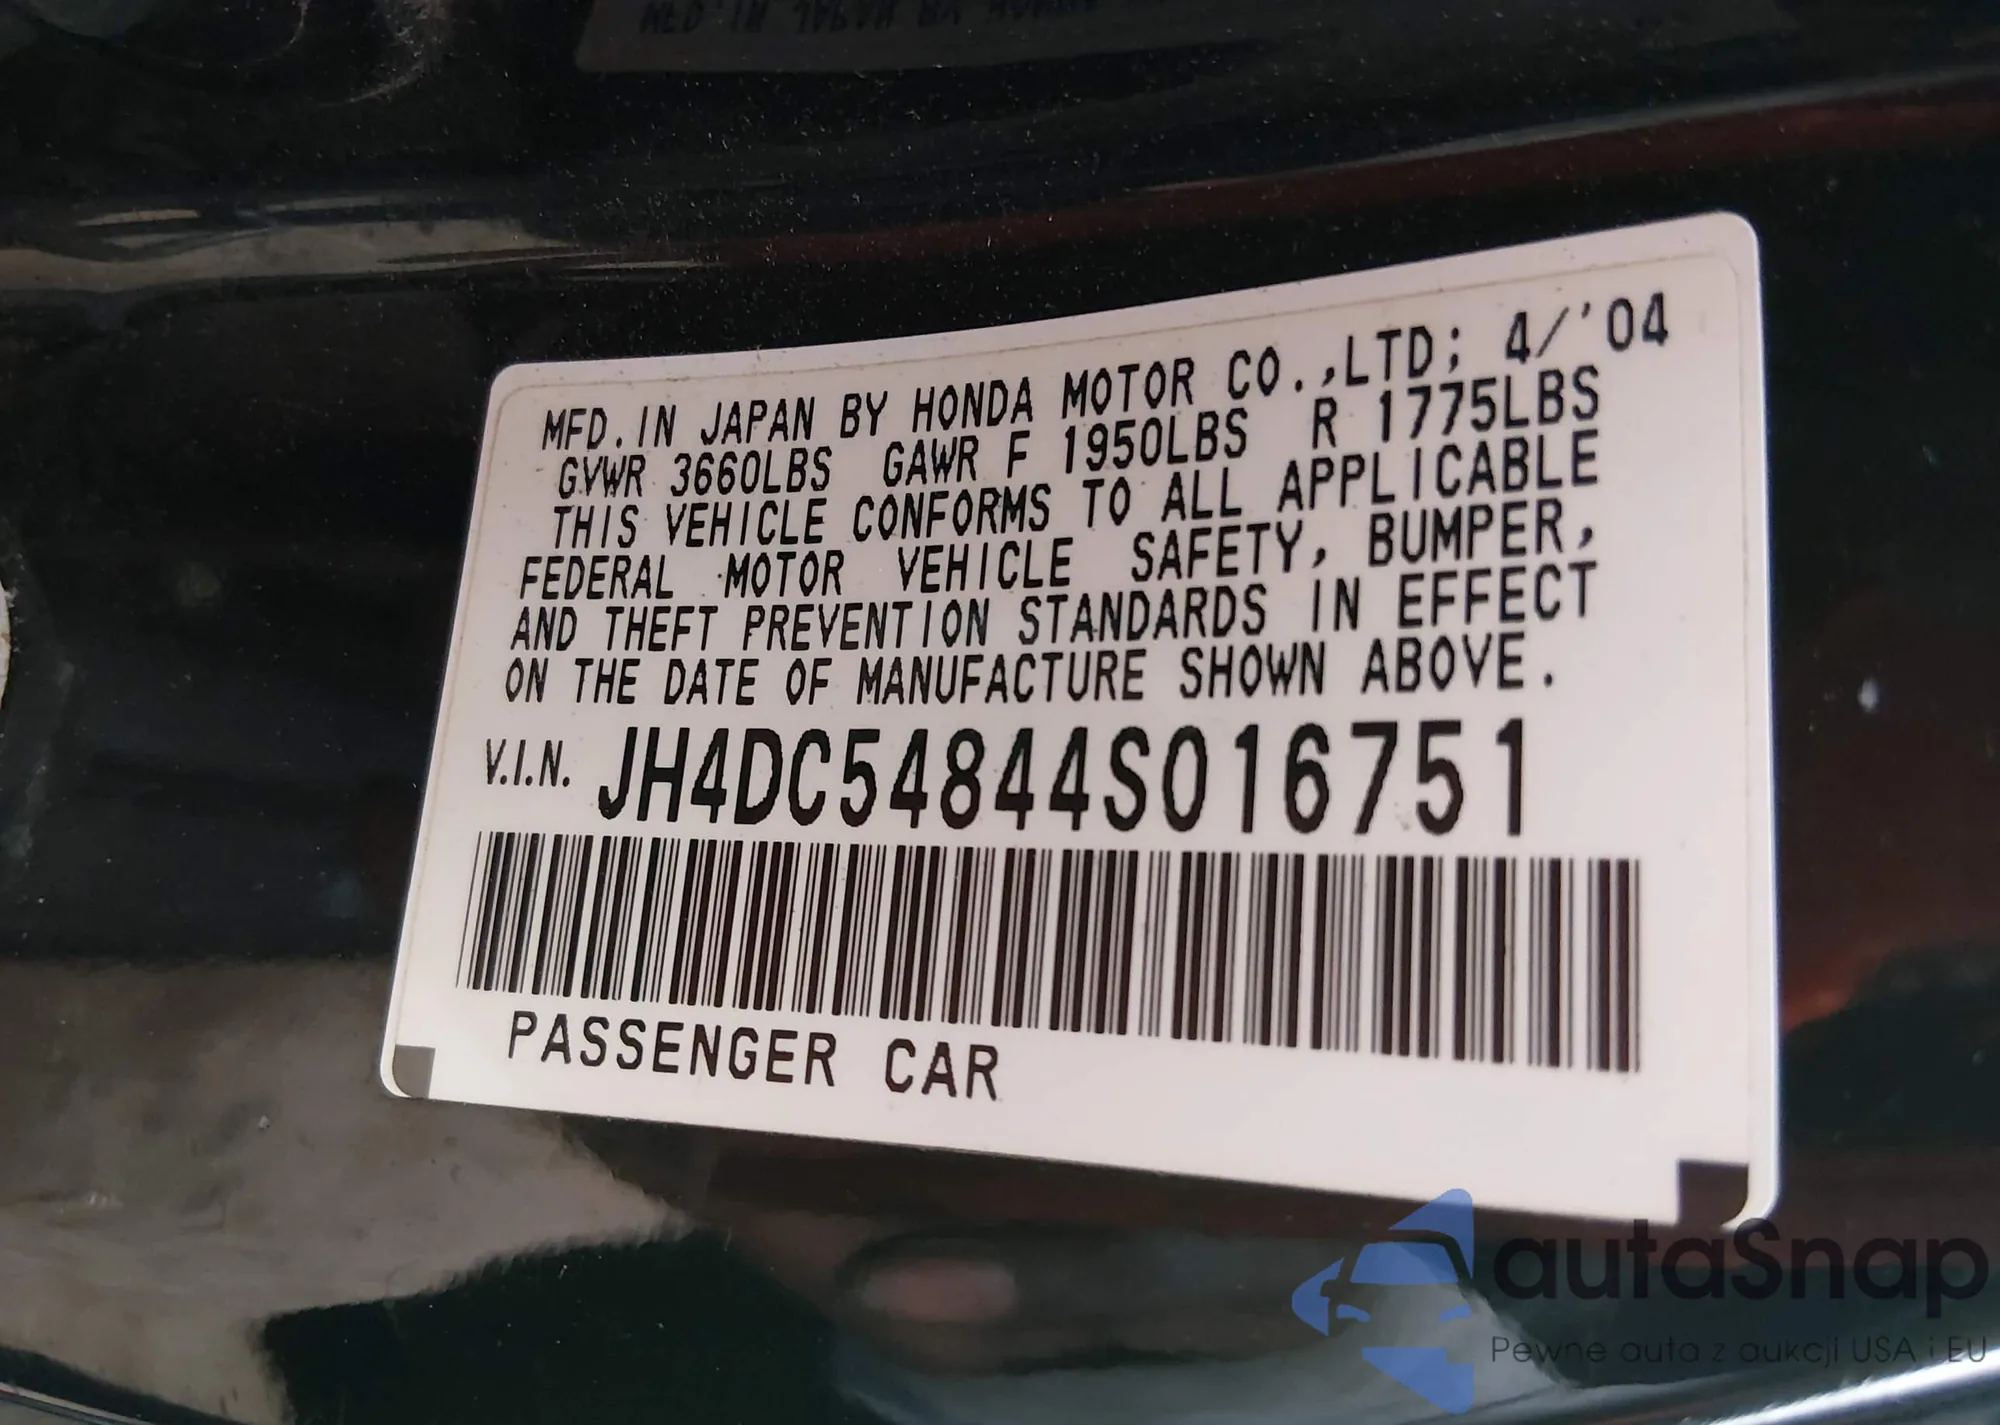 MFD. IN JAPAN BY HONDA MOTOR CO.,LTD; 4/'04
GVWR 3660LBS GAWR F 1950LBS R 1775LBS
THIS VEHICLE CONFORMS TO ALL APPLICABLE
FEDERAL MOTOR VEHICLE SAFETY, BUMPER,
AND THEFT PREVENTION STANDARDS IN EFFECT
ON THE DATE OF MANUFACTURE SHOWN ABOVE.
V.I.N. JH4DC54844S016751
PASSENGER CAR
autaSnap
Pewne auta z aukcji USA i EU